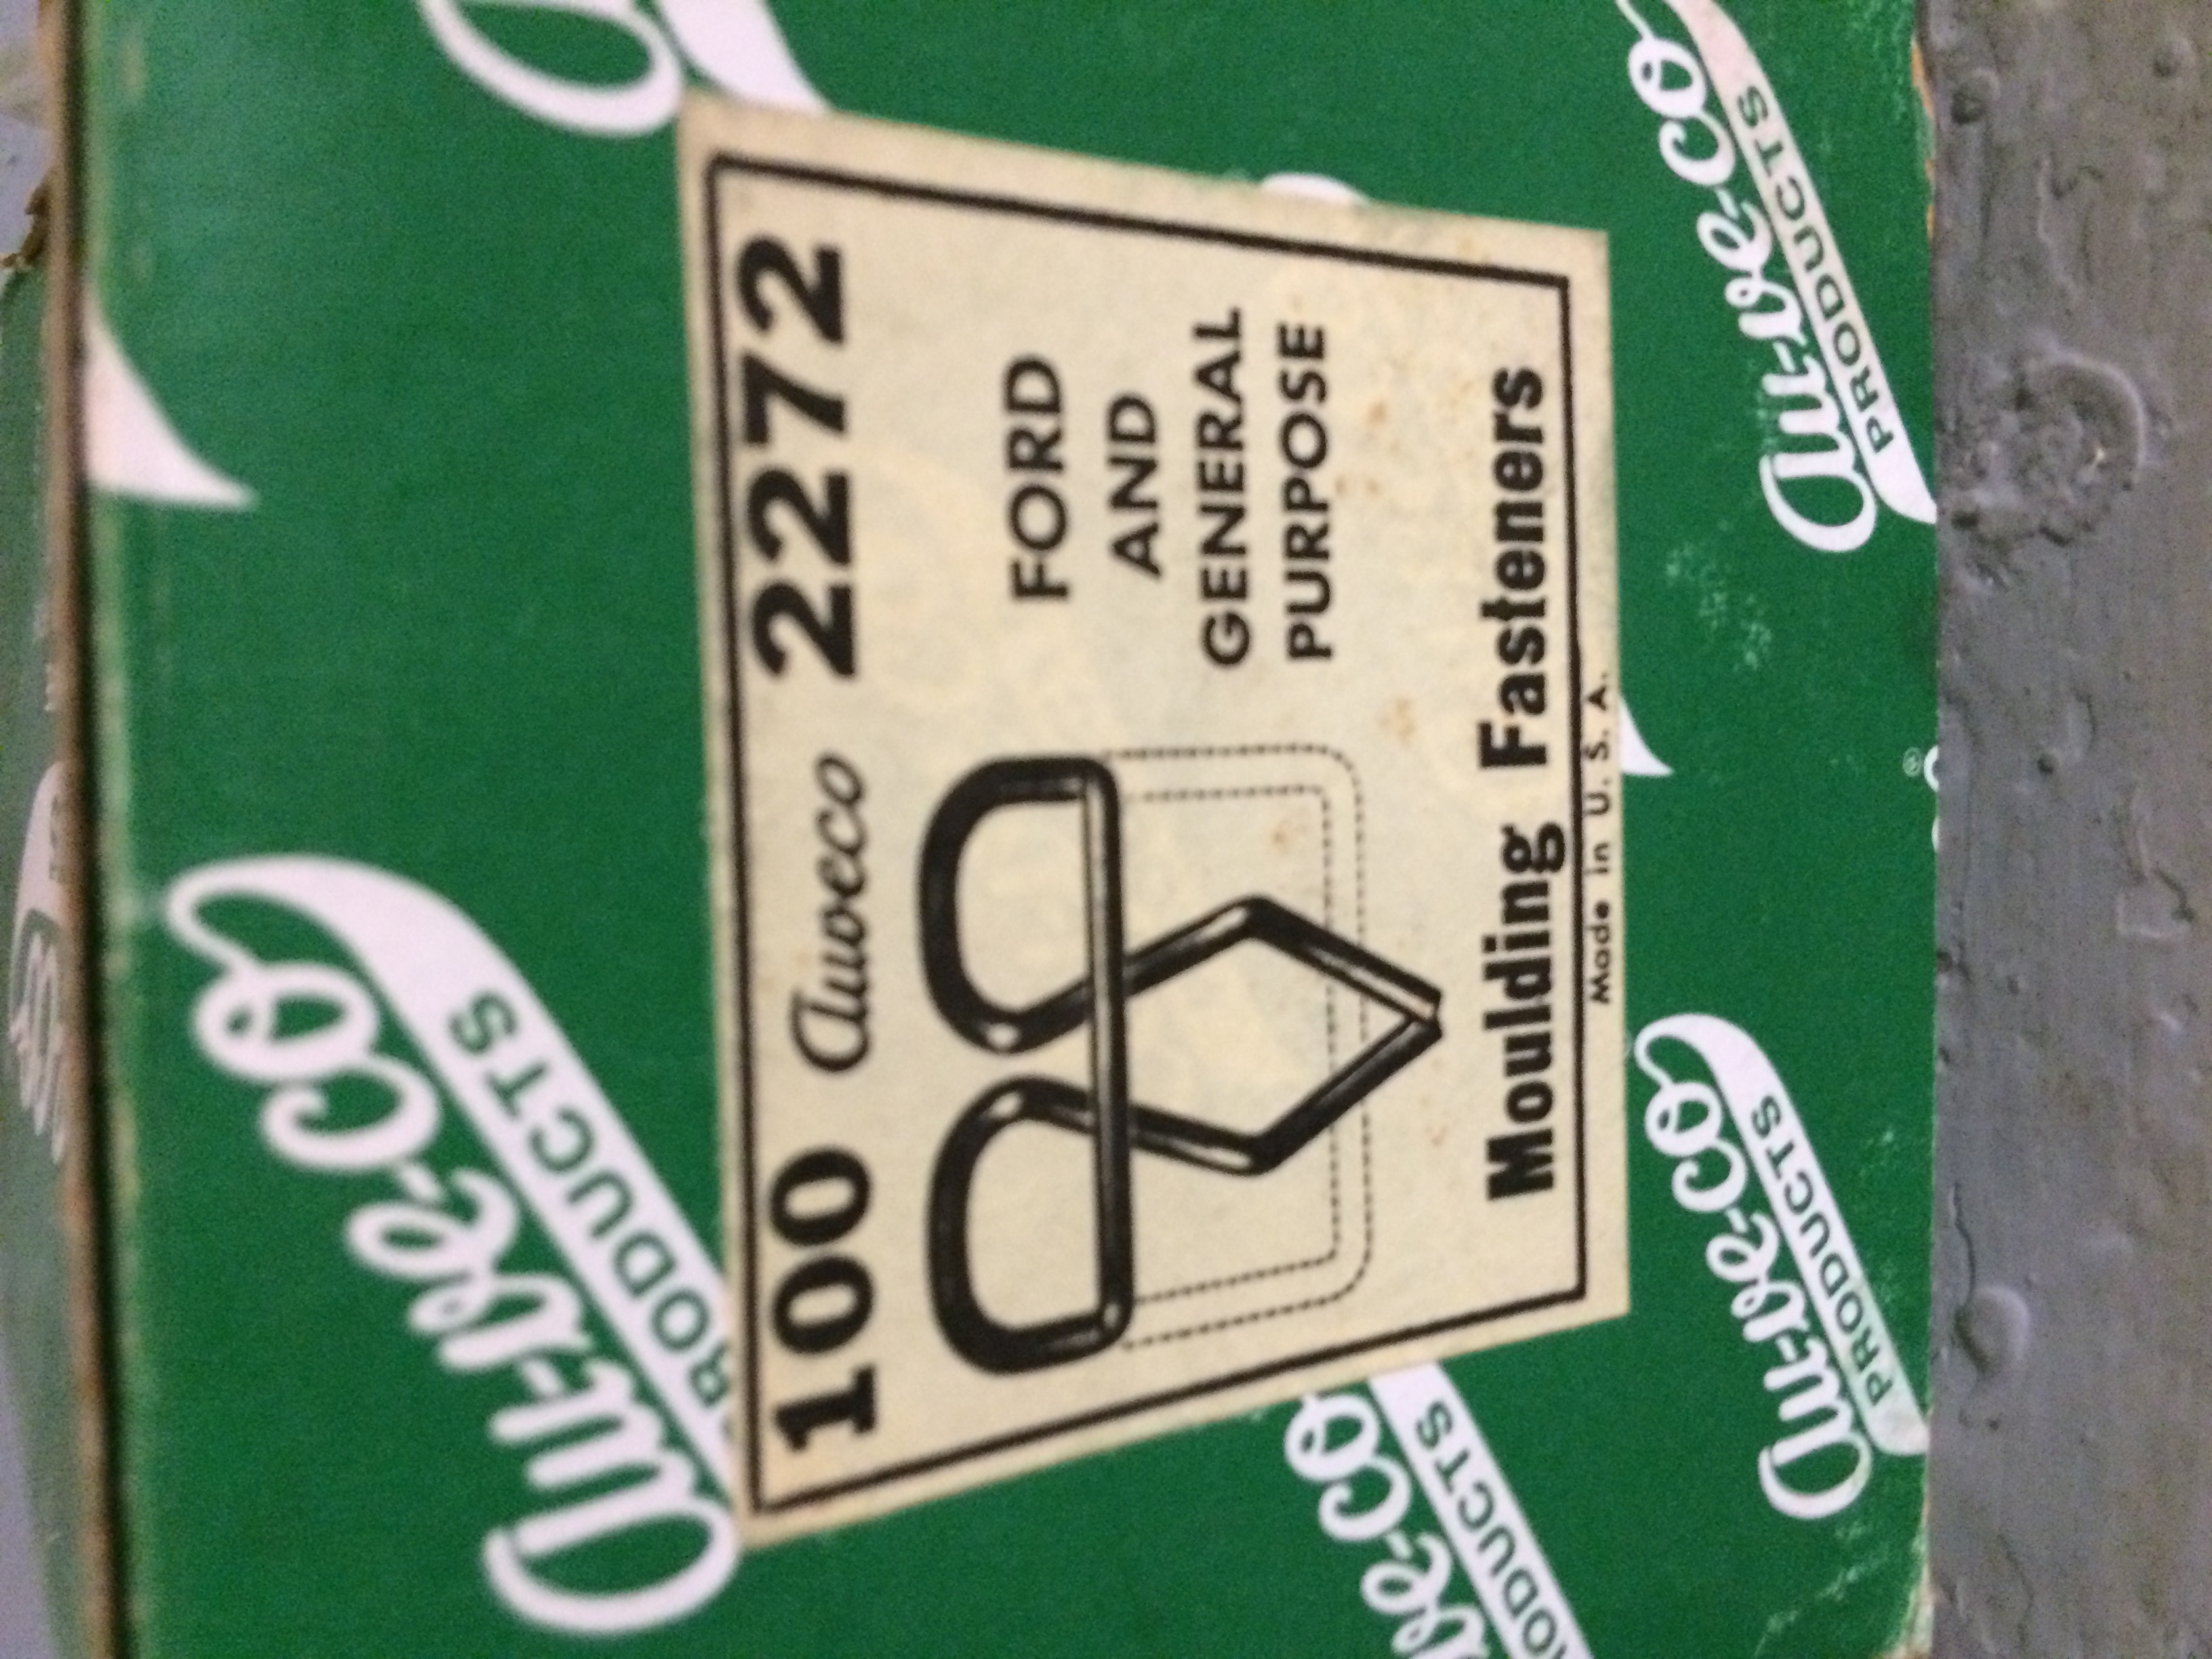 100 Auveco 2272
FORD
AND
GENERAL
PURPOSE
Moulding Fasteners
Made in U. S. A.
Au-ve-co
PRODUCTS
Au-ve-co
PRODUCTS
Au-ve-co
PRODUCTS
ve-co
PRODUCTS
®